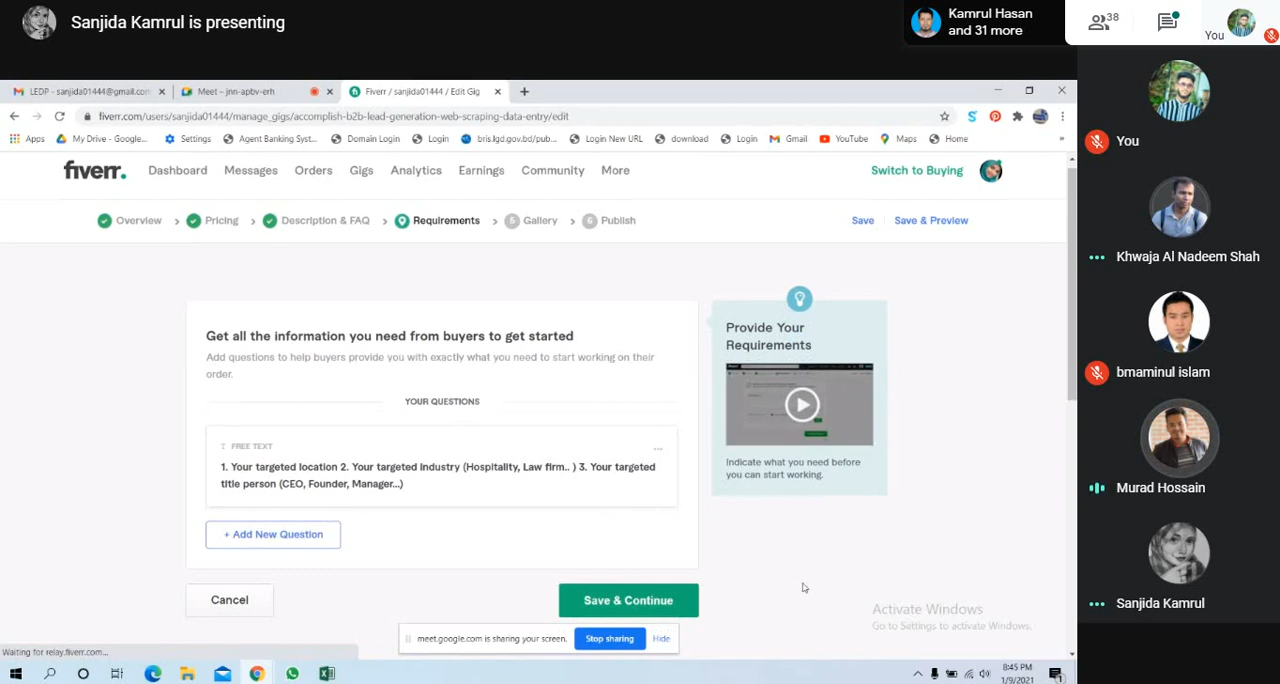 Sanjida Kamrul is presenting
Kamrul Hasan
and 31 more
38
You
LEDP - sanjida01444@gmail.com
Meet – jnn-apbv-erh
Fiverr / sanjida01444 / Edit Gig
fiverr.com/users/sanjida01444/manage_gigs/accomplish-b2b-lead-generation-web-scraping-data-entry/edit
Apps
My Drive - Google...
Settings
Agent Banking Syst...
Domain Login
Login
bris.lgd.gov.bd/pub...
Login New URL
download
Login
Gmail
YouTube
Maps
Home
»
fiverr.
Dashboard
Messages
Orders
Gigs
Analytics
Earnings
Community
More
Switch to Buying
Overview
Pricing
Description & FAQ
Requirements
5 Gallery
6 Publish
Save
Save & Preview
Get all the information you need from buyers to get started
Add questions to help buyers provide you with exactly what you need to start working on their
order.
YOUR QUESTIONS
FREE TEXT
...
1. Your targeted location 2. Your targeted Industry (Hospitality, Law firm.. ) 3. Your targeted
title person (CEO, Founder, Manager...)
+ Add New Question
Cancel
Save & Continue
Provide Your
Requirements
Indicate what you need before
you can start working.
Activate Windows
Go to Settings to activate Windows.
meet.google.com is sharing your screen.
Stop sharing
Hide
Waiting for relay.fiverr.com...
8:45 PM
1/9/2021
You
Khwaja Al Nadeem Shah
bmaminul islam
Murad Hossain
Sanjida Kamrul